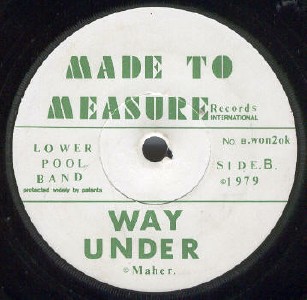 MADE TO
MEASURE Records
INTERNATIONAL
LOWER
POOL
BAND
protected widely by patents
No. B.won2ok
SIDE.B.
©1979
WAY
UNDER
©Maher.